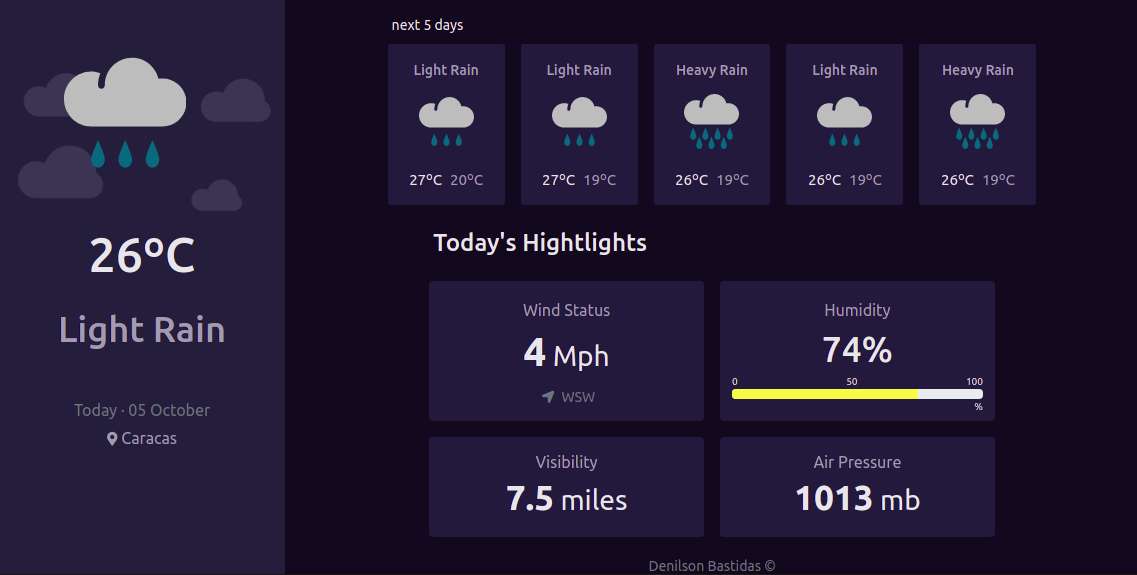 26ºC
Light Rain
Today · 05 October
Caracas
next 5 days
Light Rain
27ºC 20ºC
Light Rain
27ºC 19ºC
Heavy Rain
26ºC 19ºC
Light Rain
26ºC 19ºC
Heavy Rain
26ºC 19ºC
Today's Hightlights
Wind Status
4 Mph
WSW
Humidity
74%
0 50 100
%
Visibility
7.5 miles
Air Pressure
1013 mb
Denilson Bastidas ©